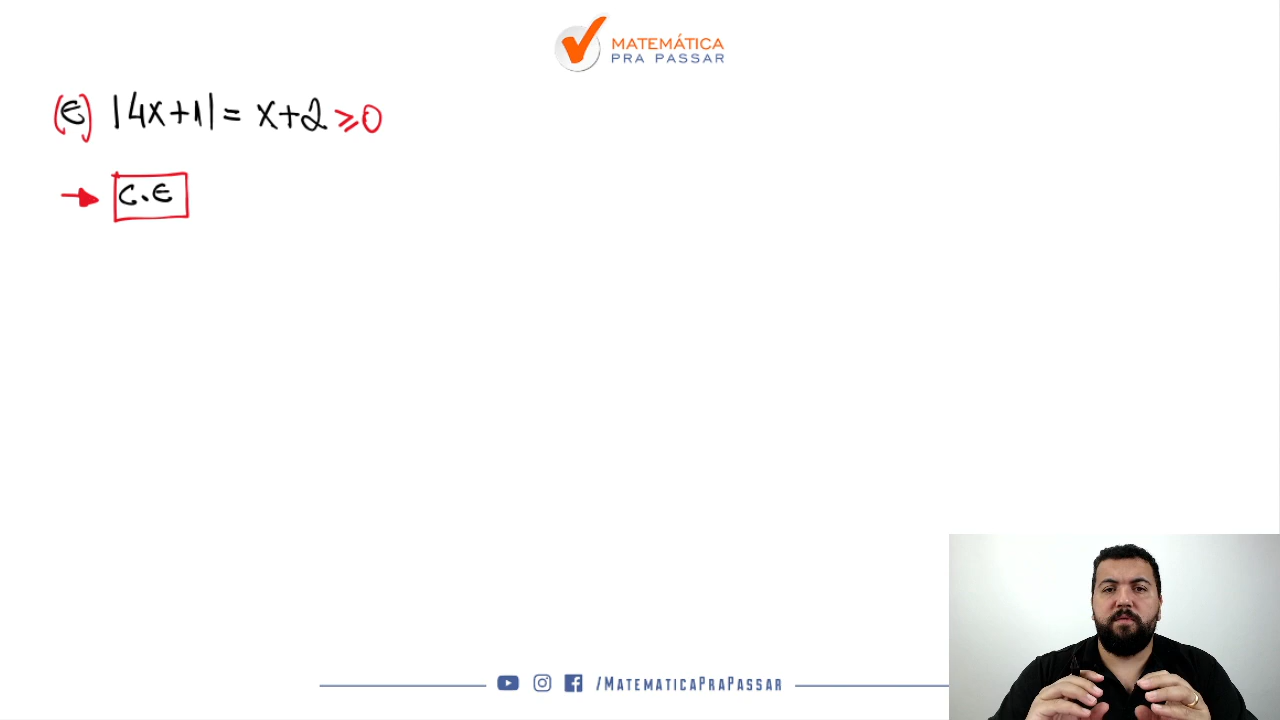 MATEMÁTICA
PRA PASSAR
(e) |4x+1| = x+2 ≥0
C.E
/MATEMATICAPRAPASSAR